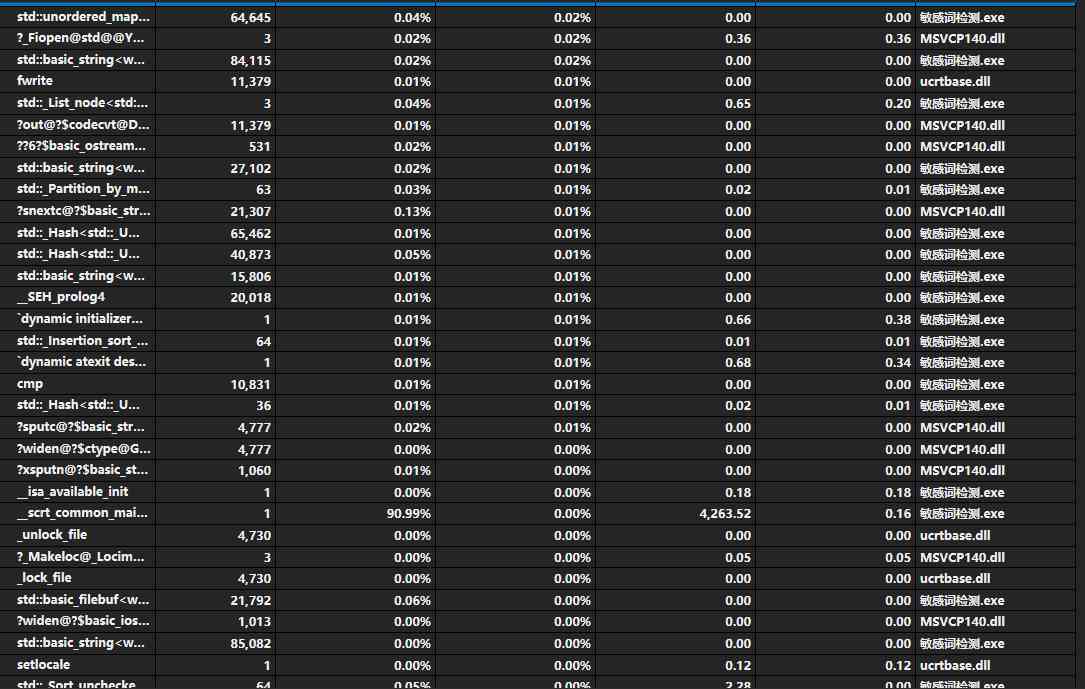 std::unordered_map... 64,645 0.04% 0.02% 0.00 0.00 敏感词检测.exe
?_Fiopen@std@@Y... 3 0.02% 0.02% 0.36 0.36 MSVCP140.dll
std::basic_string<w... 84,115 0.02% 0.02% 0.00 0.00 敏感词检测.exe
fwrite 11,379 0.01% 0.01% 0.00 0.00 ucrtbase.dll
std::_List_node<std:... 3 0.04% 0.01% 0.65 0.20 敏感词检测.exe
?out@?$codecvt@D... 11,379 0.01% 0.01% 0.00 0.00 MSVCP140.dll
??6?$basic_ostream... 531 0.02% 0.01% 0.00 0.00 MSVCP140.dll
std::basic_string<w... 27,102 0.02% 0.01% 0.00 0.00 敏感词检测.exe
std::_Partition_by_m... 63 0.03% 0.01% 0.02 0.01 敏感词检测.exe
?snextc@?$basic_str... 21,307 0.13% 0.01% 0.00 0.00 MSVCP140.dll
std::_Hash<std::_U... 65,462 0.01% 0.01% 0.00 0.00 敏感词检测.exe
std::_Hash<std::_U... 40,873 0.05% 0.01% 0.00 0.00 敏感词检测.exe
std::basic_string<w... 15,806 0.01% 0.01% 0.00 0.00 敏感词检测.exe
__SEH_prolog4 20,018 0.01% 0.01% 0.00 0.00 敏感词检测.exe
`dynamic initializer... 1 0.01% 0.01% 0.66 0.38 敏感词检测.exe
std::_Insertion_sort_... 64 0.01% 0.01% 0.01 0.01 敏感词检测.exe
`dynamic atexit des... 1 0.01% 0.01% 0.68 0.34 敏感词检测.exe
cmp 10,831 0.01% 0.01% 0.00 0.00 敏感词检测.exe
std::_Hash<std::_U... 36 0.01% 0.01% 0.02 0.01 敏感词检测.exe
?sputc@?$basic_str... 4,777 0.02% 0.01% 0.00 0.00 MSVCP140.dll
?widen@?$ctype@G... 4,777 0.00% 0.00% 0.00 0.00 MSVCP140.dll
?xsputn@?$basic_st... 1,060 0.01% 0.00% 0.00 0.00 MSVCP140.dll
__isa_available_init 1 0.00% 0.00% 0.18 0.18 敏感词检测.exe
__scrt_common_mai... 1 90.99% 0.00% 4,263.52 0.16 敏感词检测.exe
_unlock_file 4,730 0.00% 0.00% 0.00 0.00 ucrtbase.dll
?_Makeloc@_Locim... 3 0.00% 0.00% 0.05 0.05 MSVCP140.dll
_lock_file 4,730 0.00% 0.00% 0.00 0.00 ucrtbase.dll
std::basic_filebuf<w... 21,792 0.06% 0.00% 0.00 0.00 敏感词检测.exe
?widen@?$basic_ios... 1,013 0.00% 0.00% 0.00 0.00 MSVCP140.dll
std::basic_string<w... 85,082 0.00% 0.00% 0.00 0.00 敏感词检测.exe
setlocale 1 0.00% 0.00% 0.12 0.12 ucrtbase.dll
std::_Sort_unchecke... 64 0.05% 0.00% 2.28 0.00 敏感词检测.exe